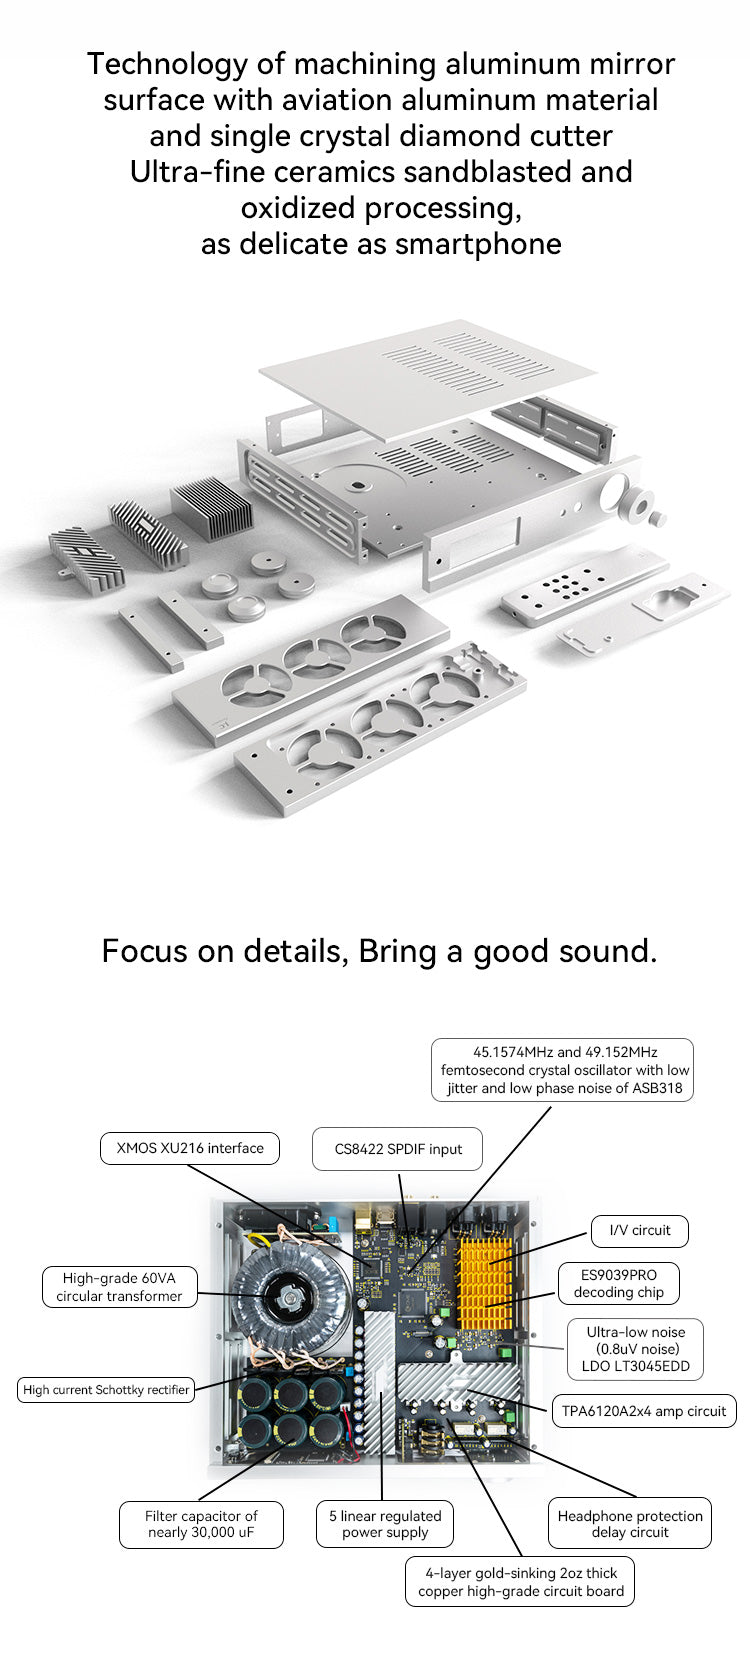 Technology of machining aluminum mirror
surface with aviation aluminum material
and single crystal diamond cutter
Ultra-fine ceramics sandblasted and
oxidized processing,
as delicate as smartphone
Focus on details, Bring a good sound.
45.1574MHz and 49.152MHz
femtosecond crystal oscillator with low
jitter and low phase noise of ASB318
XMOS XU216 interface
CS8422 SPDIF input
I/V circuit
High-grade 60VA
circular transformer
ES9039PRO
decoding chip
Ultra-low noise
(0.8uV noise)
LDO LT3045EDD
High current Schottky rectifier
TPA6120A2x4 amp circuit
Filter capacitor of
nearly 30,000 uF
5 linear regulated
power supply
Headphone protection
delay circuit
4-layer gold-sinking 2oz thick
copper high-grade circuit board